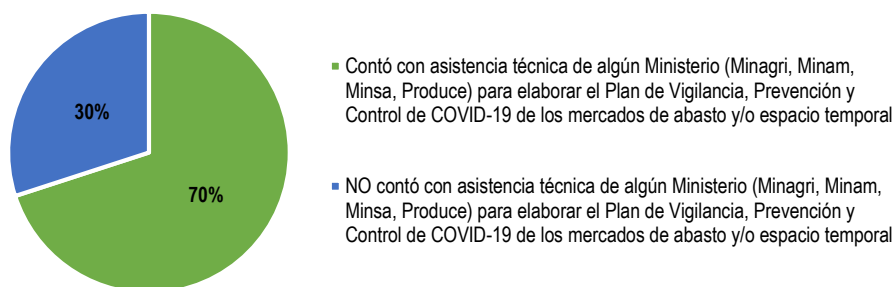 30%
70%
Contó con asistencia técnica de algún Ministerio (Minagri, Minam,
Minsa, Produce) para elaborar el Plan de Vigilancia, Prevención y
Control de COVID-19 de los mercados de abasto y/o espacio temporal
NO contó con asistencia técnica de algún Ministerio (Minagri, Minam,
Minsa, Produce) para elaborar el Plan de Vigilancia, Prevención y
Control de COVID-19 de los mercados de abasto y/o espacio temporal